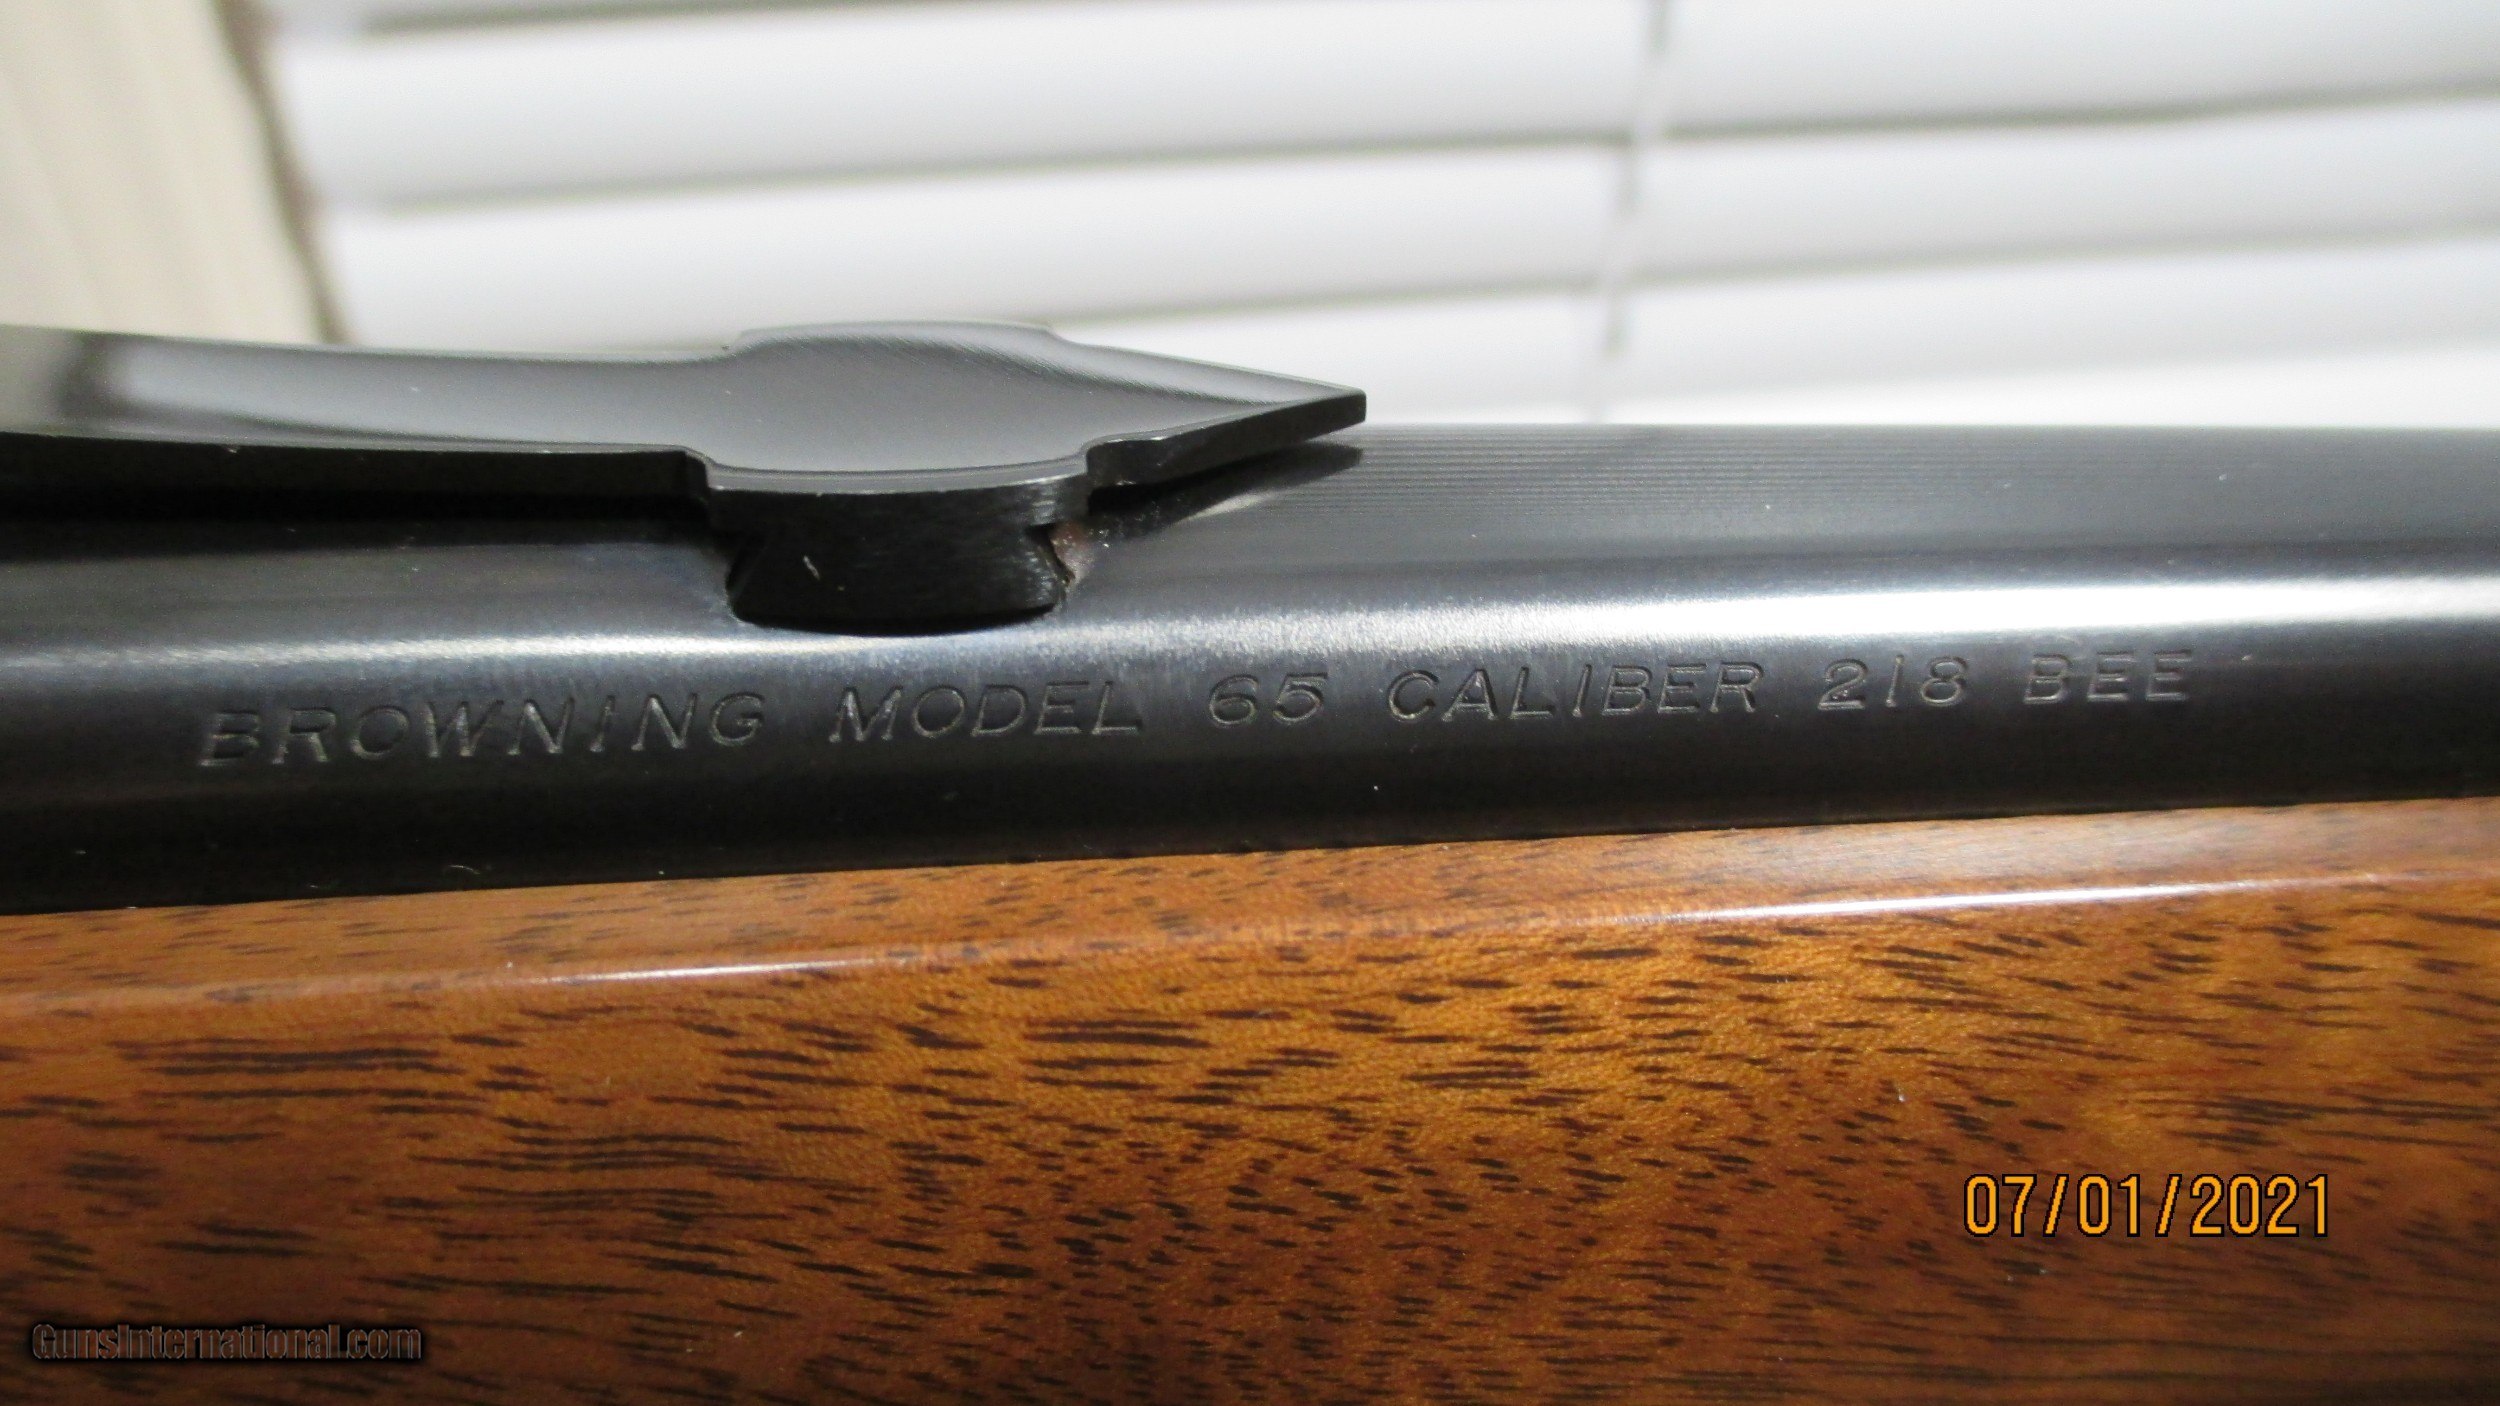 BROWNING MODEL 65 CALIBER 218 BEE
07/01/2021
GunsInternational.com